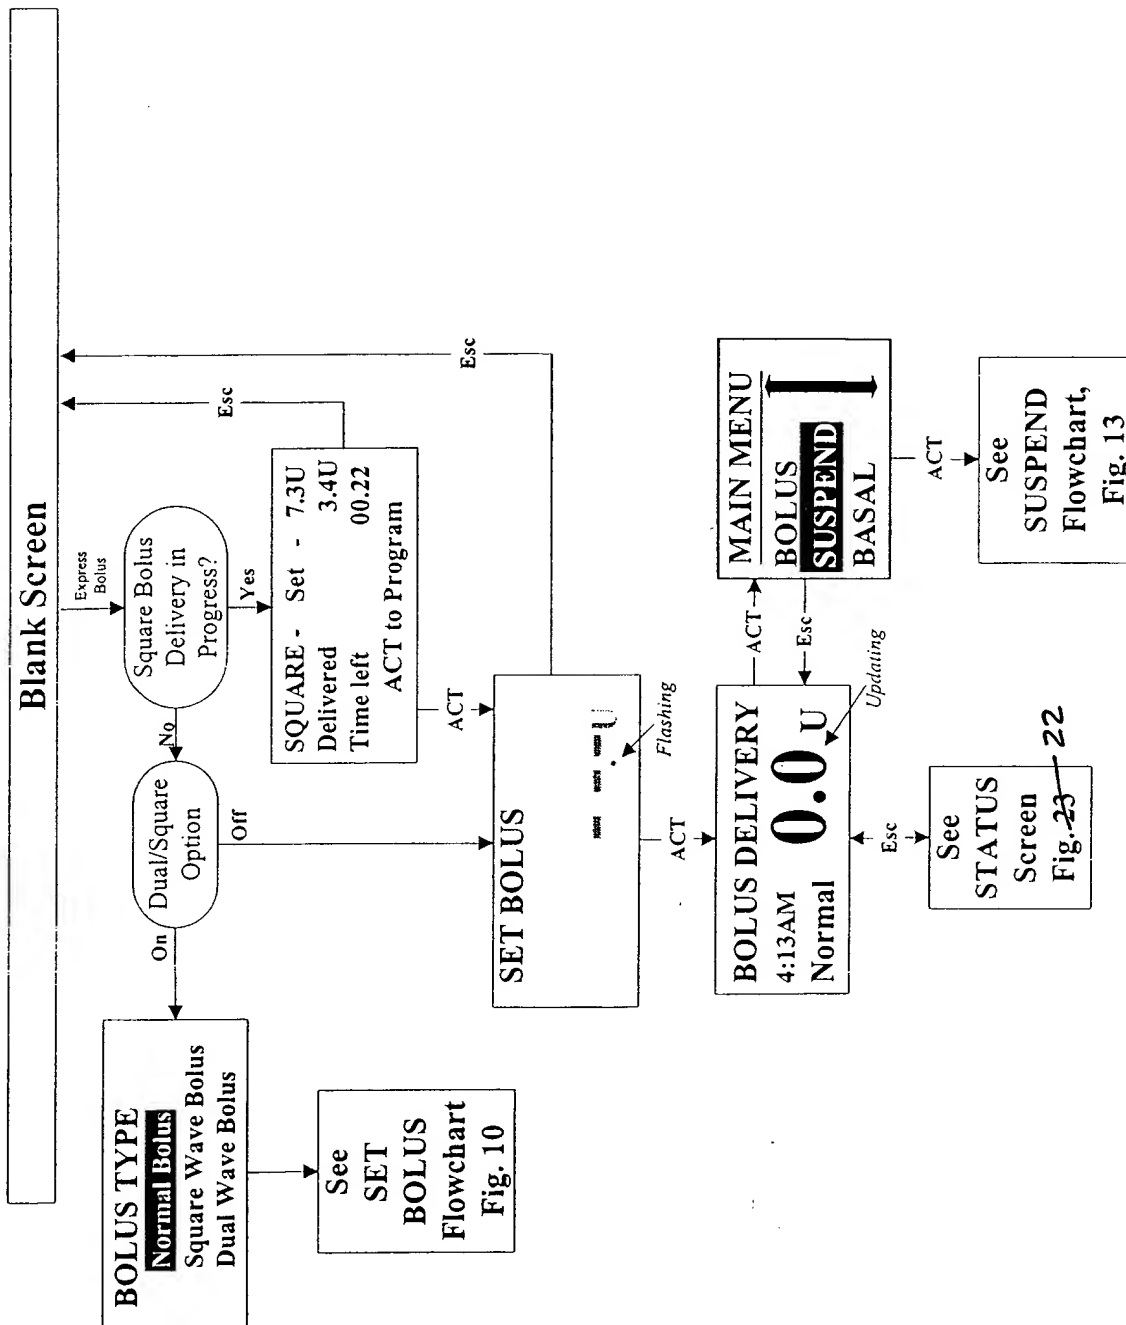 Blank Screen
Express
Bolus
Square Bolus
Delivery in
Progress?
No
Yes
Dual/Square
Option
On
Off
BOLUS TYPE
Normal Bolus
Square Wave Bolus
Dual Wave Bolus
See
SET
BOLUS
Flowchart
Fig. 10
SQUARE - Set - 7.3U
Delivered 3.4U
Time left 00.22
ACT to Program
Esc
ACT
SET BOLUS
--.-U
Flashing
Esc
ACT
BOLUS DELIVERY
4:13AM 0.0 U
Normal
Updating
ACT
Esc
MAIN MENU
BOLUS
SUSPEND
BASAL
ACT
See
SUSPEND
Flowchart,
Fig. 13
Esc
See
STATUS
Screen
Fig. 23 22